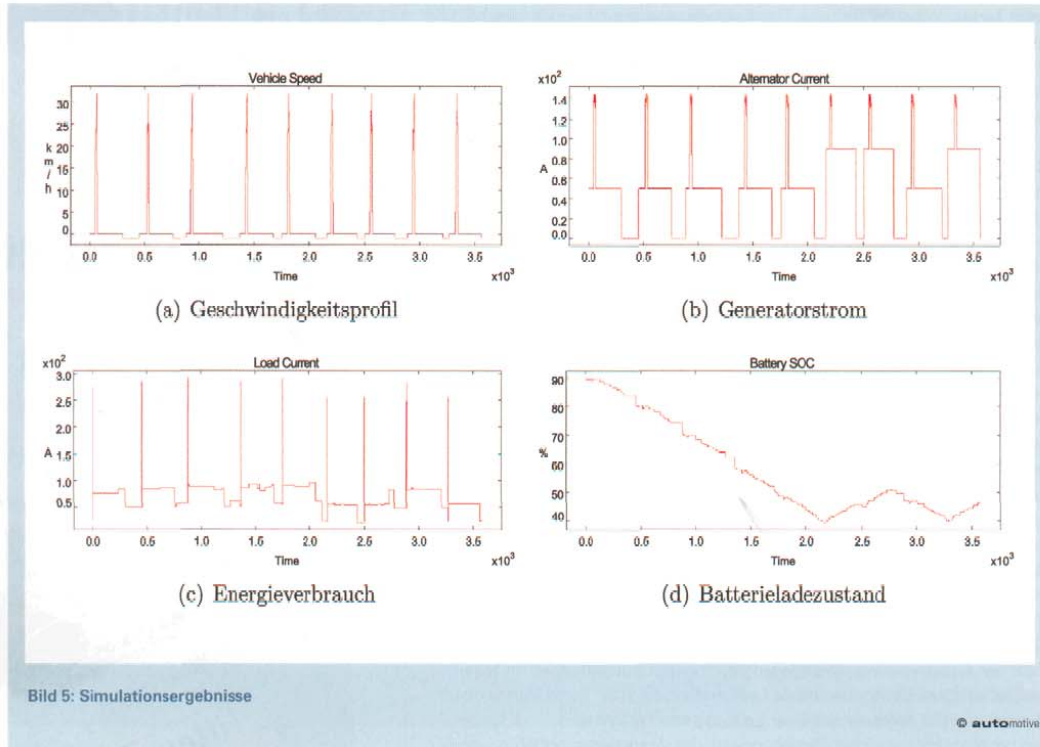 Vehicle Speed
k
m
/
h
30
25
20
15
10
5
0
0.0 0.5 1.0 1.5 2.0 2.5 3.0 3.5
Time
x10³
(a) Geschwindigkeitsprofil
Alternator Current
x10²
A
1.4
1.2
1.0
0.8
0.6
0.4
0.2
0.0
0.0 0.5 1.0 1.5 2.0 2.5 3.0 3.5
Time
x10³
(b) Generatorstrom
Load Current
x10²
A
3.0
2.5
2.0
1.5
1.0
0.5
0.0 0.5 1.0 1.5 2.0 2.5 3.0 3.5
Time
x10³
(c) Energieverbrauch
Battery SOC
%
90
80
70
60
50
40
0.0 0.5 1.0 1.5 2.0 2.5 3.0 3.5
Time
x10³
(d) Batterieladezustand
Bild 5: Simulationsergebnisse
© automotive